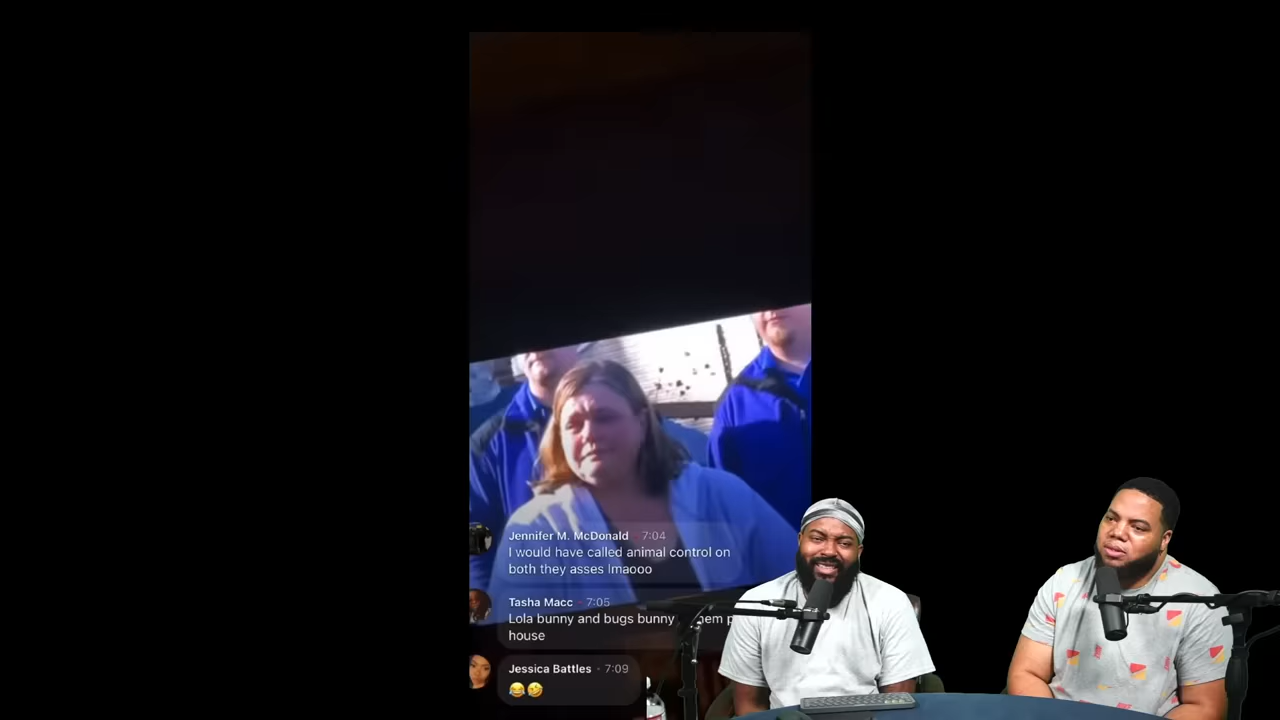 Jennifer M. McDonald · 7:04
I would have called animal control on
both they asses lmaooo
Tasha Macc · 7:05
Lola bunny and bugs bunny
house
Jessica Battles · 7:09
😂🤣